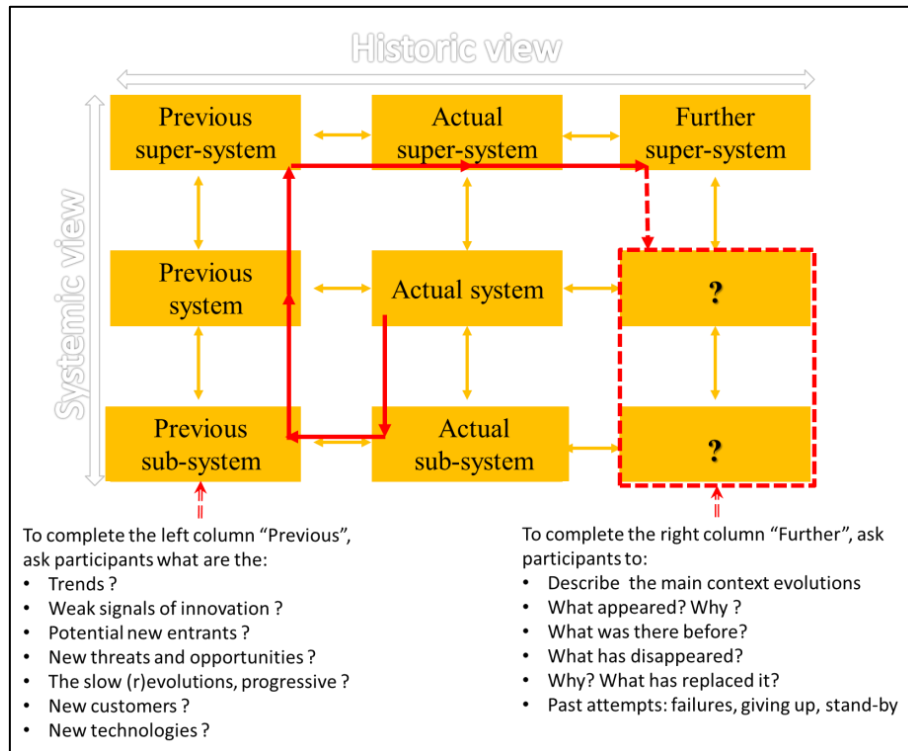 Historic view
Systemic view
Previous
super-system
Actual
super-system
Further
super-system
Previous
system
Actual system
?
Previous
sub-system
Actual
sub-system
?
To complete the left column “Previous”,
ask participants what are the:
• Trends ?
• Weak signals of innovation ?
• Potential new entrants ?
• New threats and opportunities ?
• The slow (r)evolutions, progressive ?
• New customers ?
• New technologies ?
To complete the right column “Further”, ask
participants to:
• Describe the main context evolutions
• What appeared? Why ?
• What was there before?
• What has disappeared?
• Why? What has replaced it?
• Past attempts: failures, giving up, stand-by